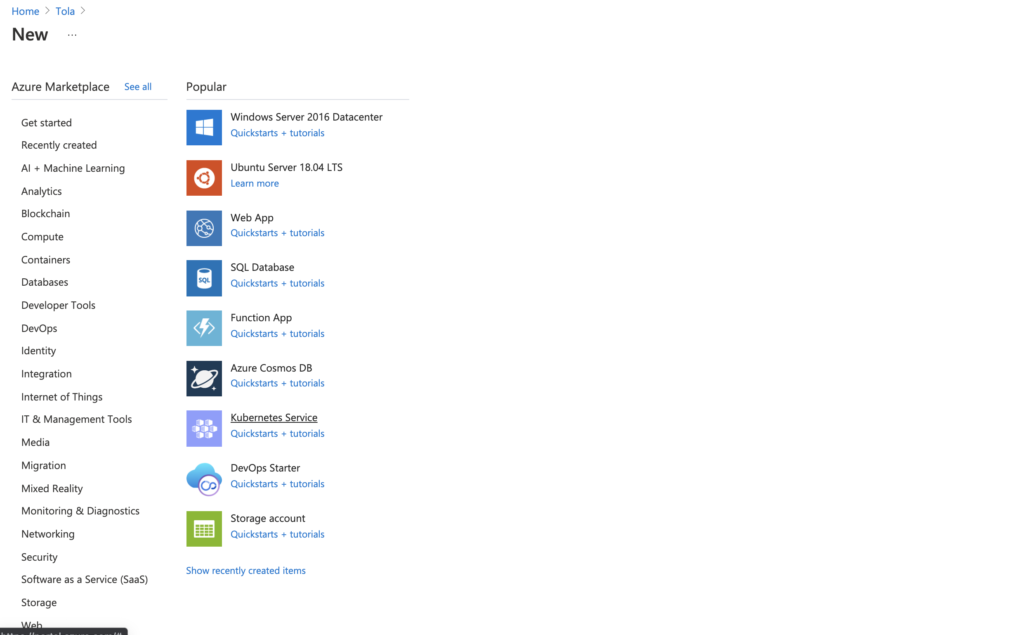 Home > Tola >
New ...
Azure Marketplace See all
Get started
Recently created
AI + Machine Learning
Analytics
Blockchain
Compute
Containers
Databases
Developer Tools
DevOps
Identity
Integration
Internet of Things
IT & Management Tools
Media
Migration
Mixed Reality
Monitoring & Diagnostics
Networking
Security
Software as a Service (SaaS)
Storage
Web
Popular
Windows Server 2016 Datacenter
Quickstarts + tutorials
Ubuntu Server 18.04 LTS
Learn more
Web App
Quickstarts + tutorials
SQL
SQL Database
Quickstarts + tutorials
Function App
Quickstarts + tutorials
Azure Cosmos DB
Quickstarts + tutorials
Kubernetes Service
Quickstarts + tutorials
DevOps Starter
Quickstarts + tutorials
Storage account
Quickstarts + tutorials
Show recently created items